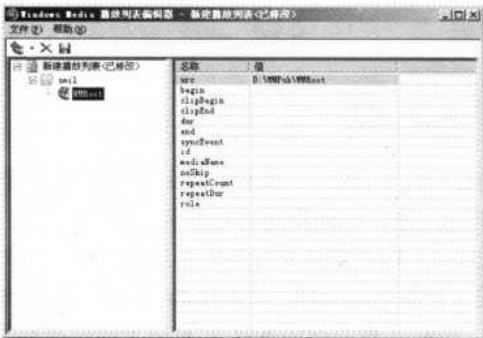 Windows Media 播放列表编辑器 - 新建播放列表<已修改>
文件(F) 帮助(H)
新建播放列表<已修改>
smil
WMRoot
名称 值
src D:\WMPub\WMRoot
begin
clipBegin
clipEnd
dur
end
syncEvent
id
mediaName
noSkip
repeatCount
repeatDur
role